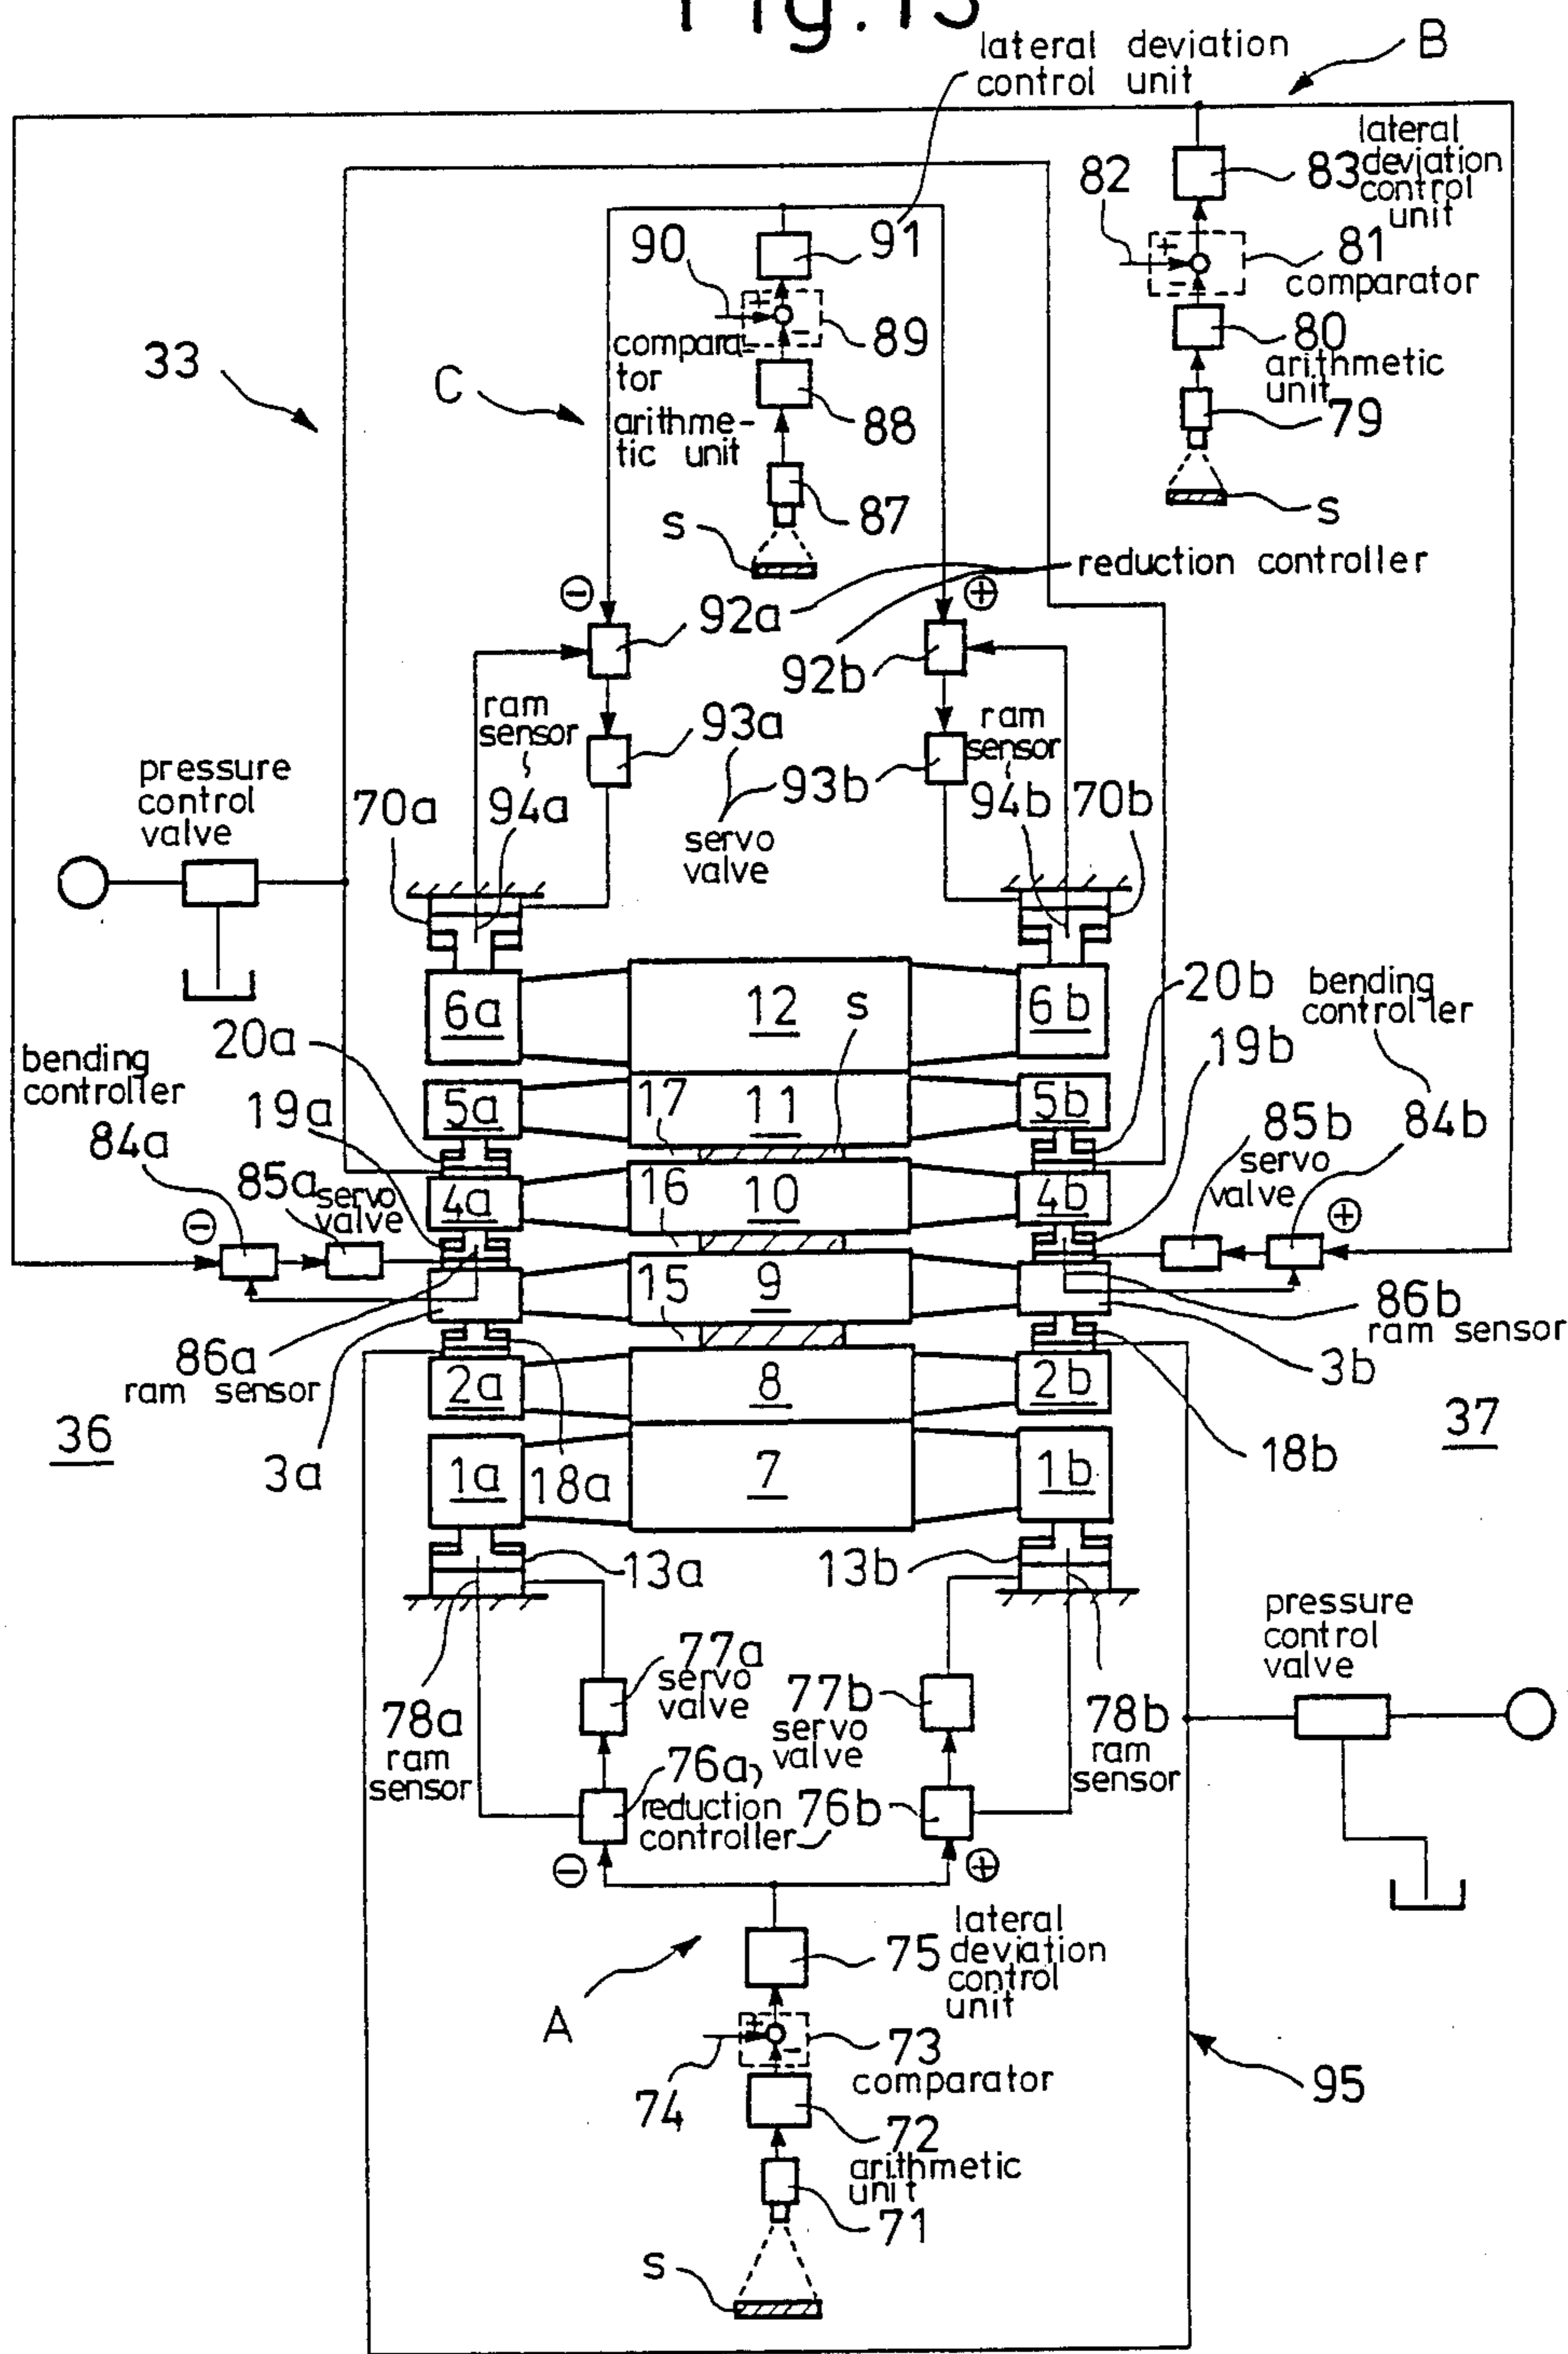 Fig.13
lateral deviation
control unit
B
lateral
83 deviation
control
unit
82
91
90
+
-
81
comparator
+
-
89
80
33
compara-
tor
arithmetic
unit
C
88
79
arithme-
tic unit
87
s
s
reduction controller
⊖
92a
⊕
92b
ram
sensor
93a
ram
sensor
pressure
control
valve
70a
94a
93b
94b
70b
servo
valve
6a
12
s
6b
20b
bending
controller
20a
19b
bending
controller
19a
5a
17
11
5b
85b
84b
84a
servo
valve
85a
servo
valve
4a
16
10
4b
⊖
⊕
15
9
86b
ram sensor
86a
ram sensor
3b
2a
8
2b
36
37
3a
18a
18b
1a
7
1b
13a
13b
pressure
control
valve
77a
servo
valve
77b
servo
valve
78a
ram
sensor
78b
ram
sensor
76a,
reduction
controller
76b
⊖
⊕
lateral
75 deviation
control
unit
A
+
-
73
comparator
74
95
72
arithmetic
unit
71
s